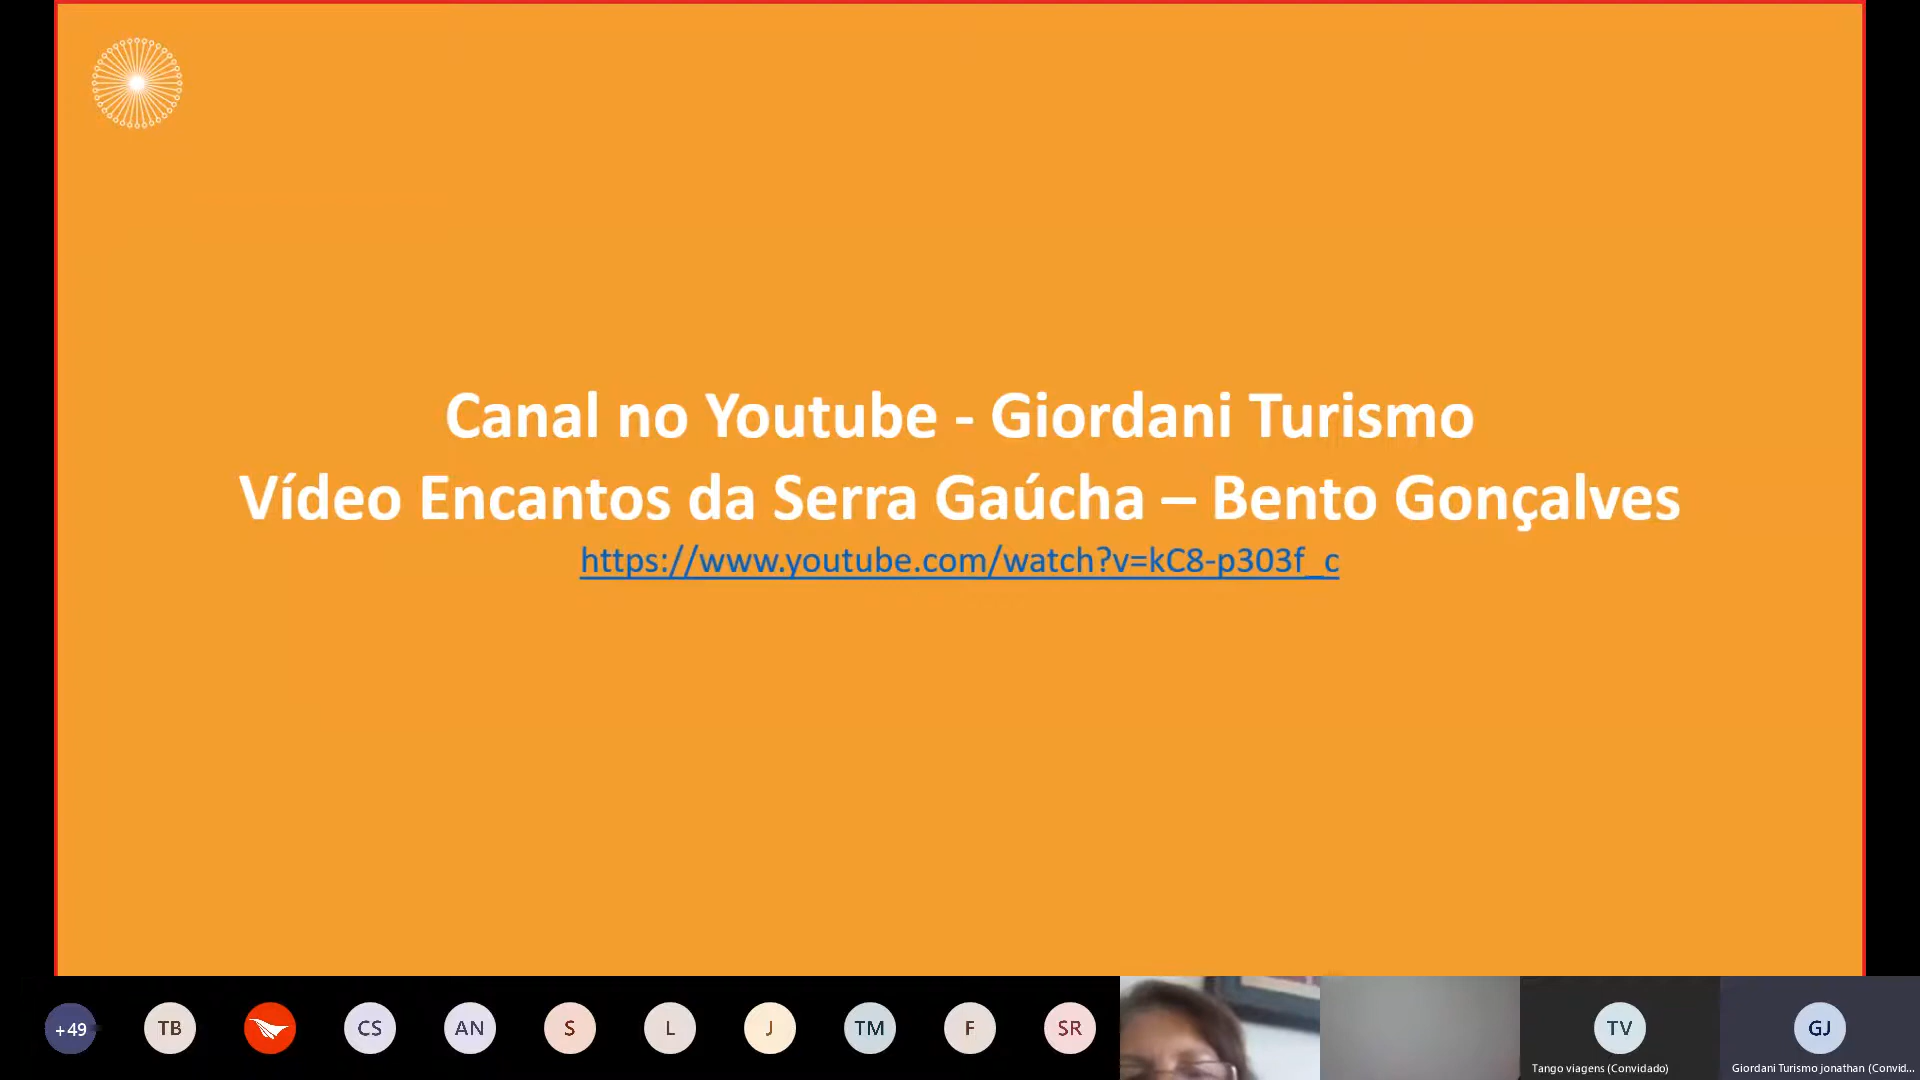 Canal no Youtube - Giordani Turismo
Vídeo Encantos da Serra Gaúcha – Bento Gonçalves
https://www.youtube.com/watch?v=kC8-p303f_c
+49
TB
CS
AN
S
L
J
TM
F
SR
TV
GJ
Tango viagens (Convidado)
Giordani Turismo jonathan (Convid...